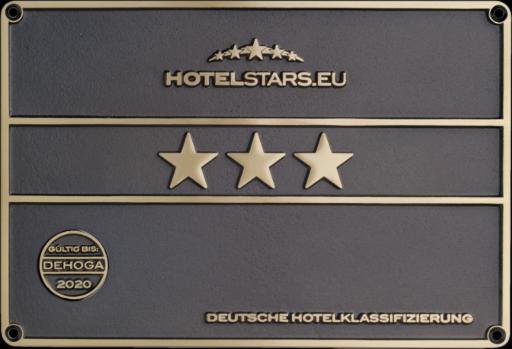 HOTELSTARS.EU
GÜLTIG BIS:
DEHOGA
2020
DEUTSCHE HOTELKLASSIFIZIERUNG